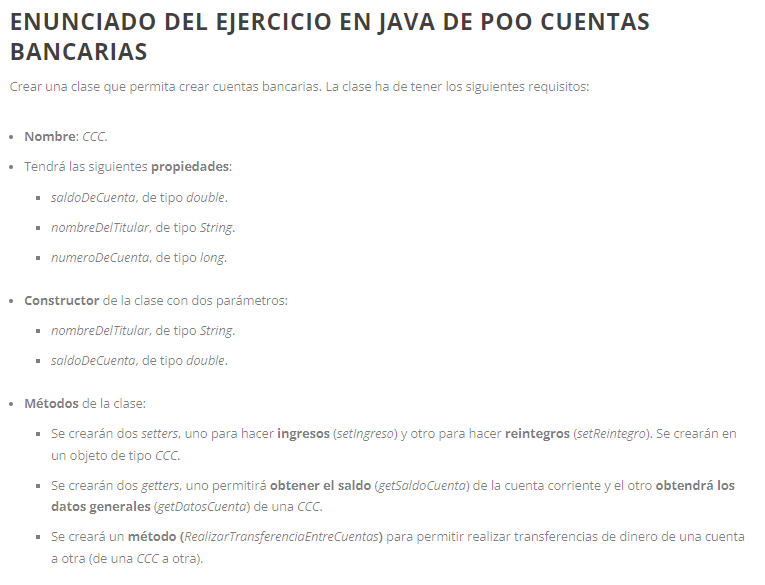 ENUNCIADO DEL EJERCICIO EN JAVA DE POO CUENTAS
BANCARIAS
Crear una clase que permita crear cuentas bancarias. La clase ha de tener los siguientes requisitos:
• Nombre: CCC.
• Tendrá las siguientes propiedades:
▪ saldoDeCuenta, de tipo double.
▪ nombreDelTitular, de tipo String.
▪ numeroDeCuenta, de tipo long.
• Constructor de la clase con dos parámetros:
▪ nombreDelTitular, de tipo String.
▪ saldoDeCuenta, de tipo double.
• Métodos de la clase:
▪ Se crearán dos setters, uno para hacer ingresos (setIngreso) y otro para hacer reintegros (setReintegro). Se crearán en
un objeto de tipo CCC.
▪ Se crearán dos getters, uno permitirá obtener el saldo (getSaldoCuenta) de la cuenta corriente y el otro obtendrá los
datos generales (getDatosCuenta) de una CCC.
▪ Se creará un método (RealizarTransferenciaEntreCuentas) para permitir realizar transferencias de dinero de una cuenta
a otra (de una CCC a otra).